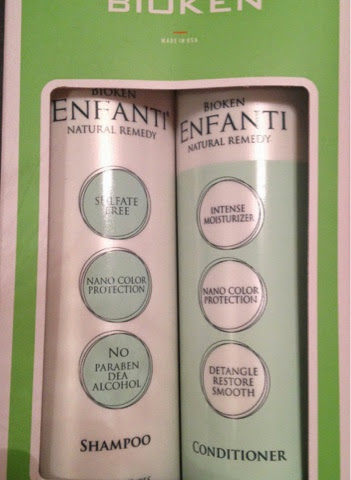 BIOKEN
MADE IN USA
BIOKEN
ENFANTI
NATURAL REMEDY
SULFATE
FREE
NANO COLOR
PROTECTION
NO
PARABEN
DEA
ALCOHOL
SHAMPOO
BIOKEN
ENFANTI
NATURAL REMEDY
INTENSE
MOISTURIZER
NANO COLOR
PROTECTION
DETANGLE
RESTORE
SMOOTH
CONDITIONER